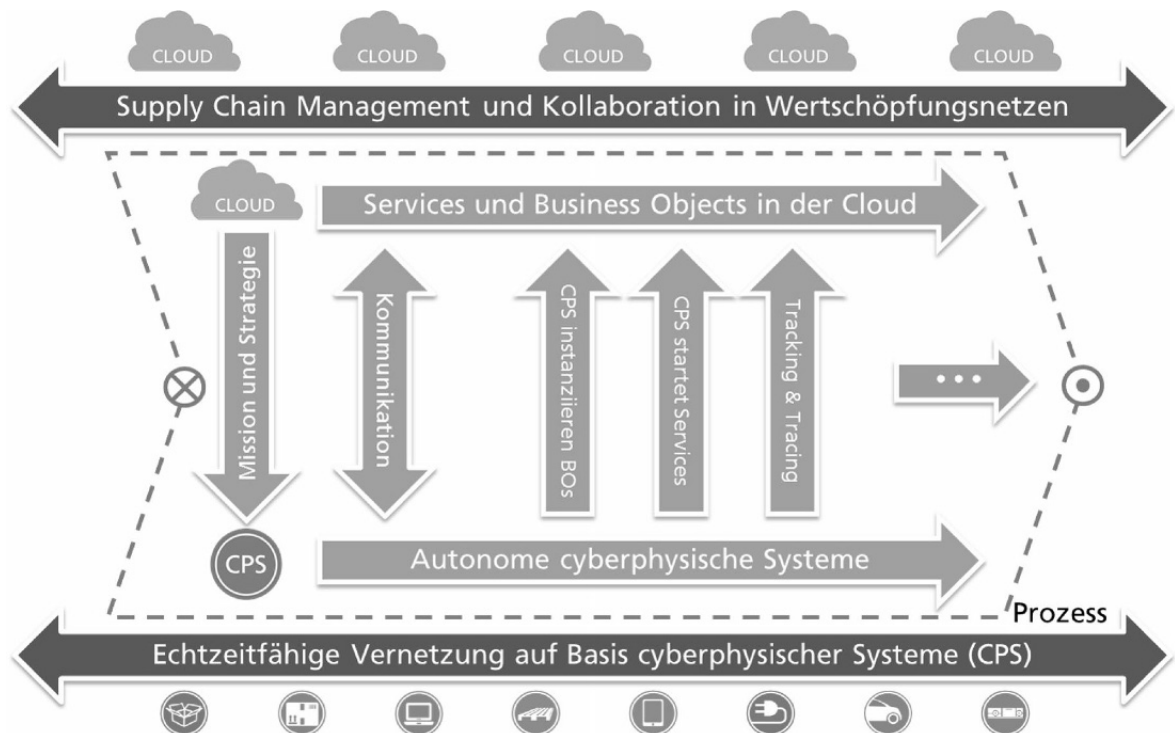 CLOUD
CLOUD
CLOUD
CLOUD
CLOUD
Supply Chain Management und Kollaboration in Wertschöpfungsnetzen
CLOUD
Services und Business Objects in der Cloud
Mission und Strategie
Kommunikation
CPS instanziieren BOs
CPS startet Services
Tracking & Tracing
...
CPS
Autonome cyberphysische Systeme
Prozess
Echtzeitfähige Vernetzung auf Basis cyberphysischer Systeme (CPS)